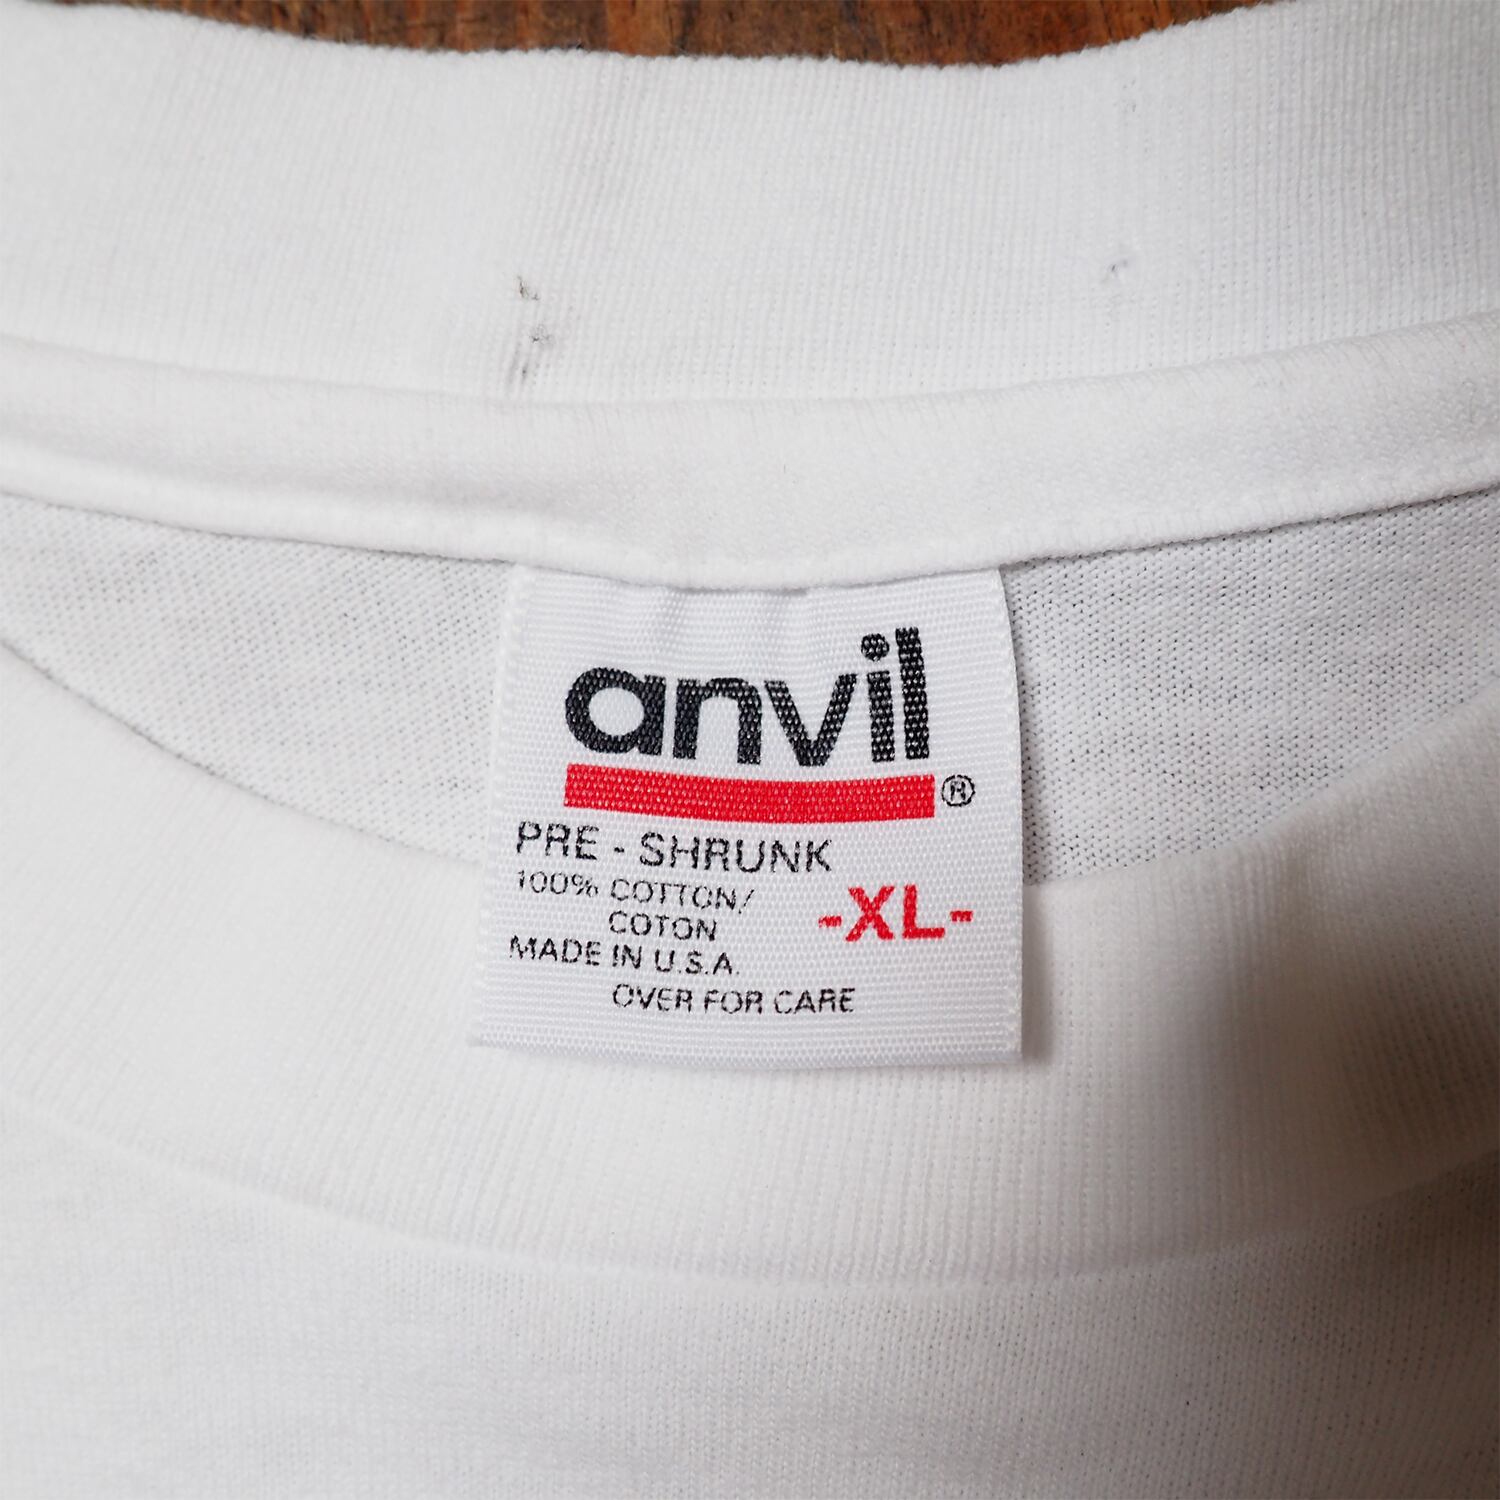 anvil
®
PRE - SHRUNK
100% COTTON/
COTON
-XL-
MADE IN U.S.A.
OVER FOR CARE